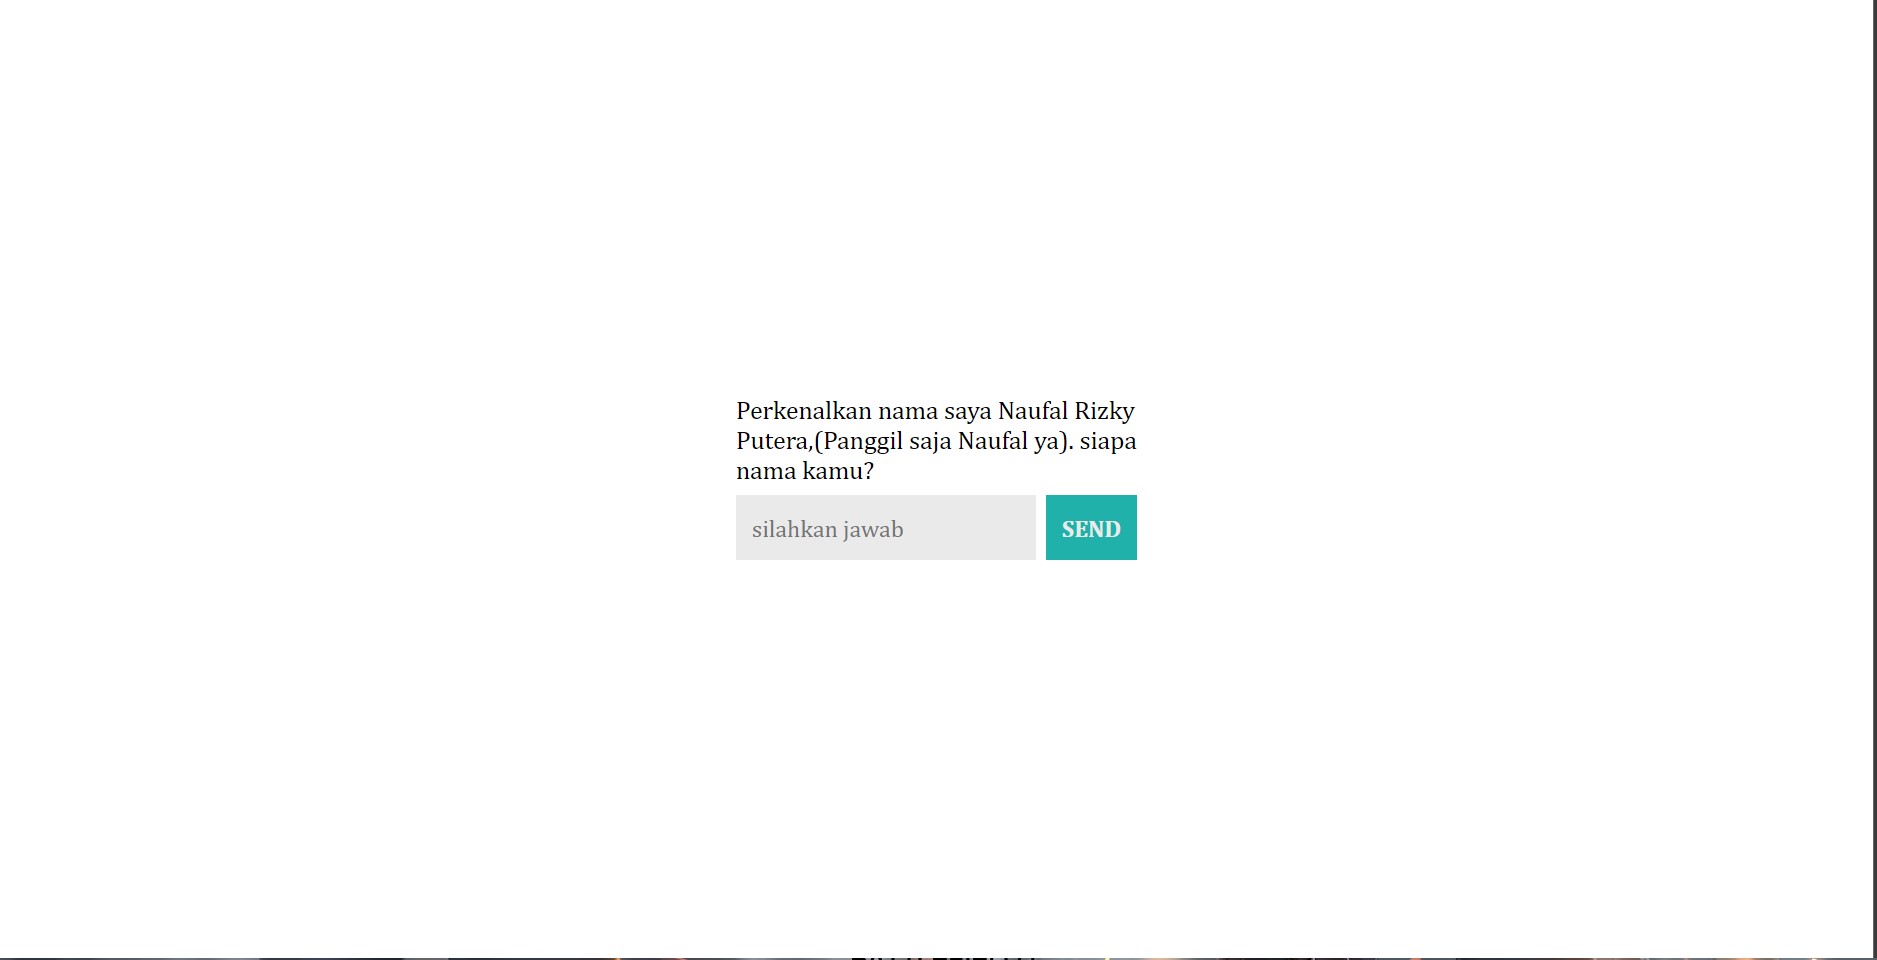 Perkenalkan nama saya Naufal Rizky
Putera,(Panggil saja Naufal ya). siapa
nama kamu?
silahkan jawab
SEND